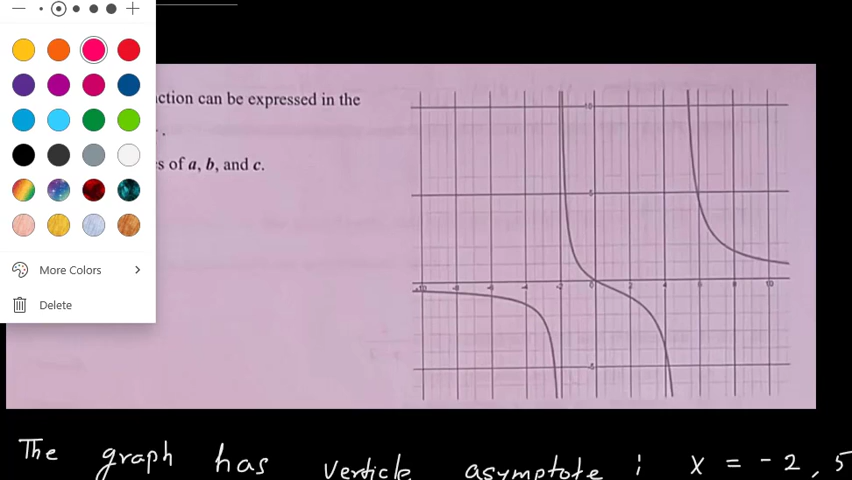 ction can be expressed in the
s of a, b, and c.
10
5
-10 -8 -6 -4 -2 0 2 4 6 8 10
-5
More Colors
Delete
The graph has verticle asymptote : x = -2, 5